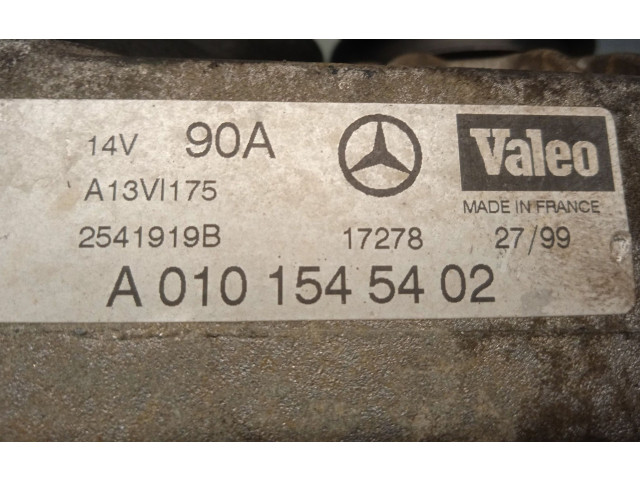 14V 90A Valeo
A13VI175 MADE IN FRANCE
2541919B 17278 27/99
A 010 154 54 02